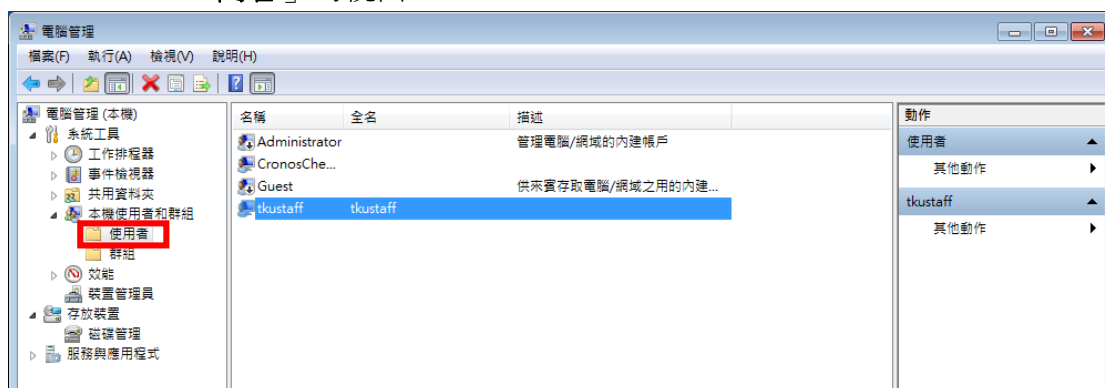 電腦管理
檔案(F) 執行(A) 檢視(V) 說明(H)
電腦管理 (本機)
系統工具
工作排程器
事件檢視器
共用資料夾
本機使用者和群組
使用者
群組
效能
裝置管理員
存放裝置
磁碟管理
服務與應用程式
名稱 全名 描述
Administrator 管理電腦/網域的內建帳戶
CronosChe...
Guest 供來賓存取電腦/網域之用的內建...
tkustaff tkustaff
動作
使用者
其他動作
tkustaff
其他動作